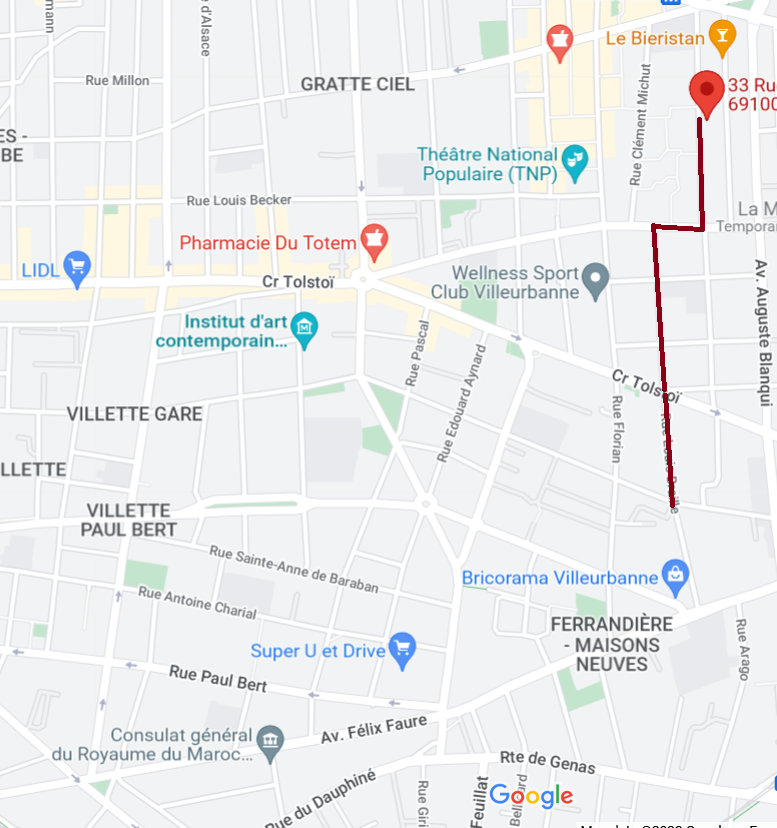 d'Alsace
Le Bieristan
Rue Millon
GRATTE CIEL
33 Rue
69100
Rue Clément Michut
ES -
BE
Théâtre National
Populaire (TNP)
Rue Louis Becker
La M
Temporar
Pharmacie Du Totem
LIDL
Cr Tolstoï
Wellness Sport
Club Villeurbanne
Av. Auguste Blanqui
Institut d'art
contemporain...
Rue Pascal
Rue Edouard Aynard
Cr Tolstoï
VILLETTE GARE
Rue Florian
LLETTE
VILLETTE
PAUL BERT
Rue Sainte-Anne de Baraban
Bricorama Villeurbanne
Rue Antoine Charial
FERRANDIÈRE
- MAISONS
NEUVES
Rue Arago
Super U et Drive
Rue Paul Bert
Av. Félix Faure
Consulat général
du Royaume du Maroc...
Rte de Genas
Rue du Dauphiné
Rue Giri
Feuillat
Google